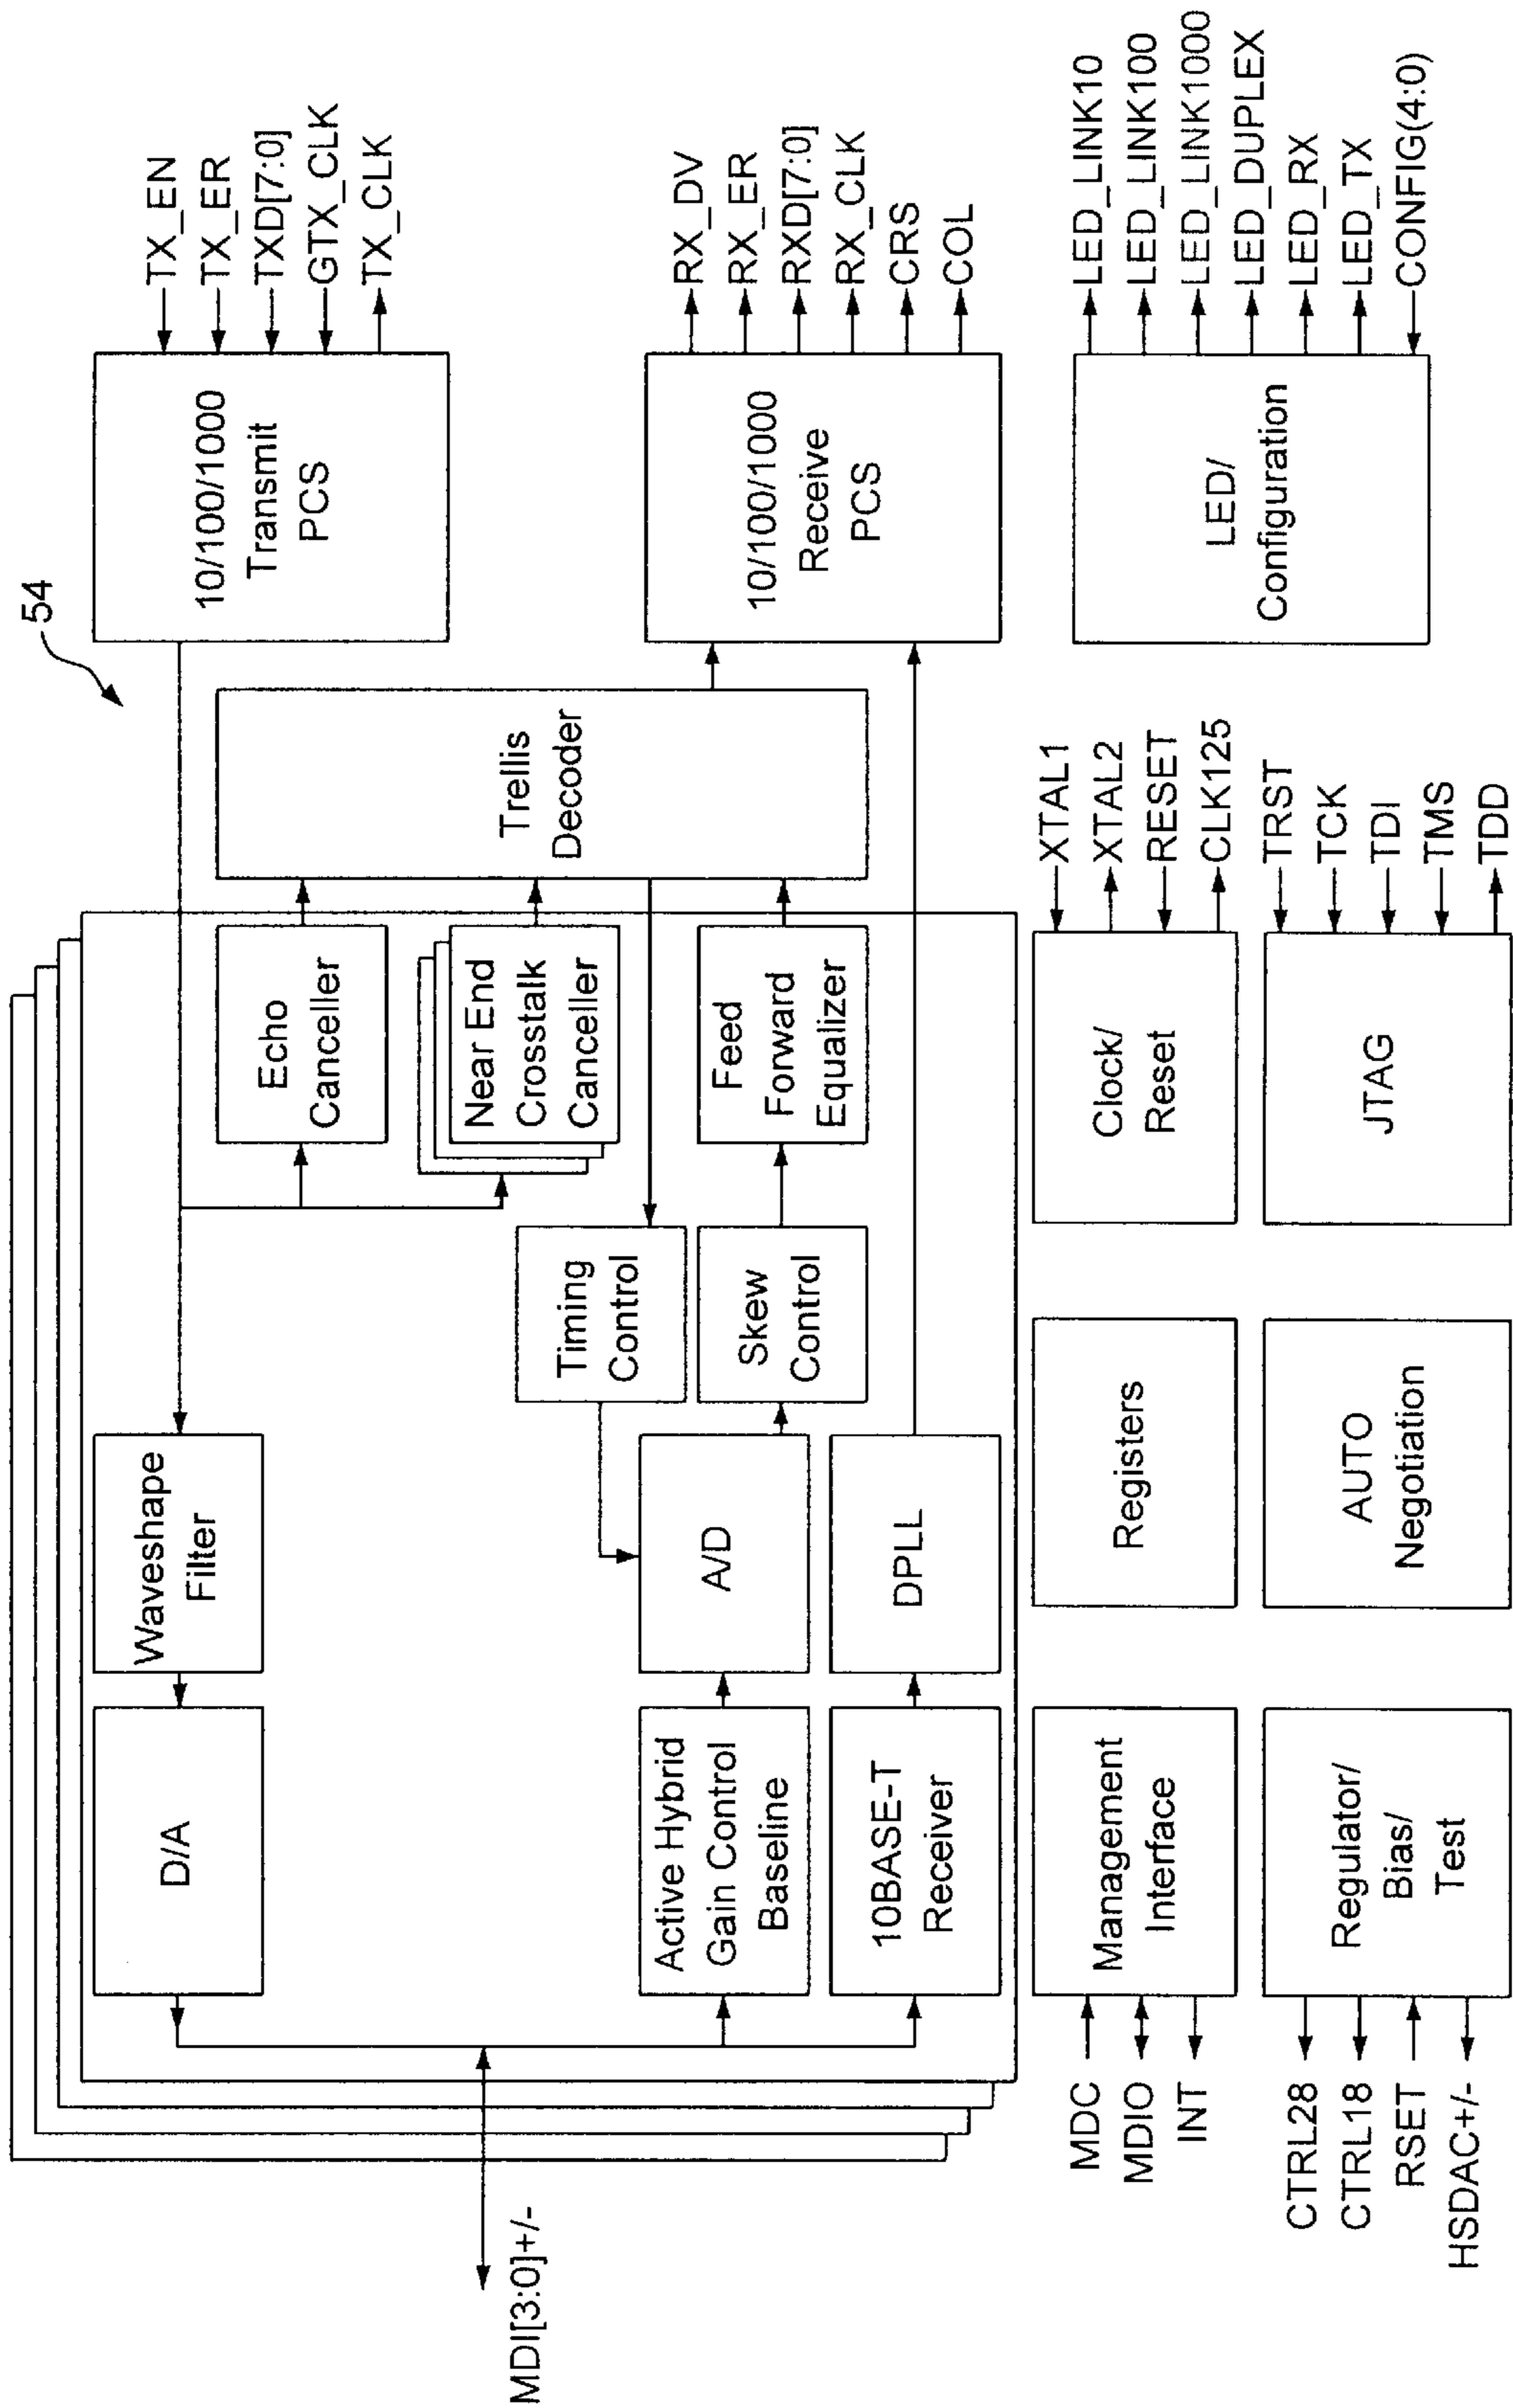 54
MDI[3:0]+/-
D/A
Waveshape
Filter
10/100/1000
Transmit
PCS
TX_EN
TX_ER
TXD[7:0]
GTX_CLK
TX_CLK
Echo
Canceller
Near End
Crosstalk
Canceller
Trellis
Decoder
Timing
Control
Active Hybrid
Gain Control
Baseline
A/D
Skew
Control
Feed
Forward
Equalizer
10BASE-T
Receiver
DPLL
10/100/1000
Receive
PCS
RX_DV
RX_ER
RXD[7:0]
RX_CLK
CRS
COL
MDC
MDIO
INT
Management
Interface
Registers
Clock/
Reset
XTAL1
XTAL2
RESET
CLK125
LED/
Configuration
LED_LINK10
LED_LINK100
LED_LINK1000
LED_DUPLEX
LED_RX
LED_TX
CONFIG(4:0)
CTRL28
CTRL18
RSET
HSDAC+/-
Regulator/
Bias/
Test
AUTO
Negotiation
JTAG
TRST
TCK
TDI
TMS
TDD